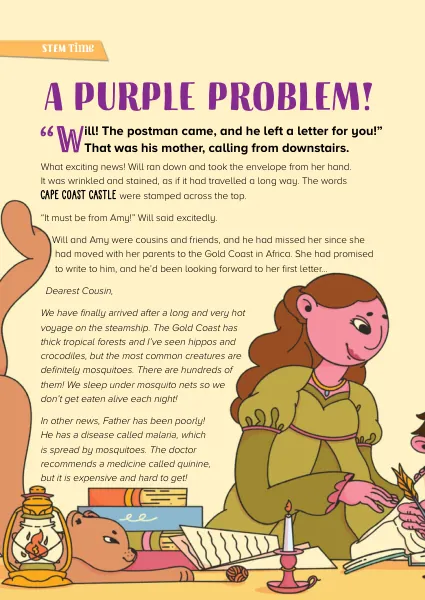 STEM Time
A PURPLE PROBLEM!
“Will! The postman came, and he left a letter for you!”
That was his mother, calling from downstairs.
What exciting news! Will ran down and took the envelope from her hand.
It was wrinkled and stained, as if it had travelled a long way. The words
CAPE COAST CASTLE were stamped across the top.
“It must be from Amy!” Will said excitedly.
Will and Amy were cousins and friends, and he had missed her since she
had moved with her parents to the Gold Coast in Africa. She had promised
to write to him, and he’d been looking forward to her first letter...
Dearest Cousin,
We have finally arrived after a long and very hot
voyage on the steamship. The Gold Coast has
thick tropical forests and I’ve seen hippos and
crocodiles, but the most common creatures are
definitely mosquitoes. There are hundreds of
them! We sleep under mosquito nets so we
don’t get eaten alive each night!
In other news, Father has been poorly!
He has a disease called malaria, which
is spread by mosquitoes. The doctor
recommends a medicine called quinine,
but it is expensive and hard to get!